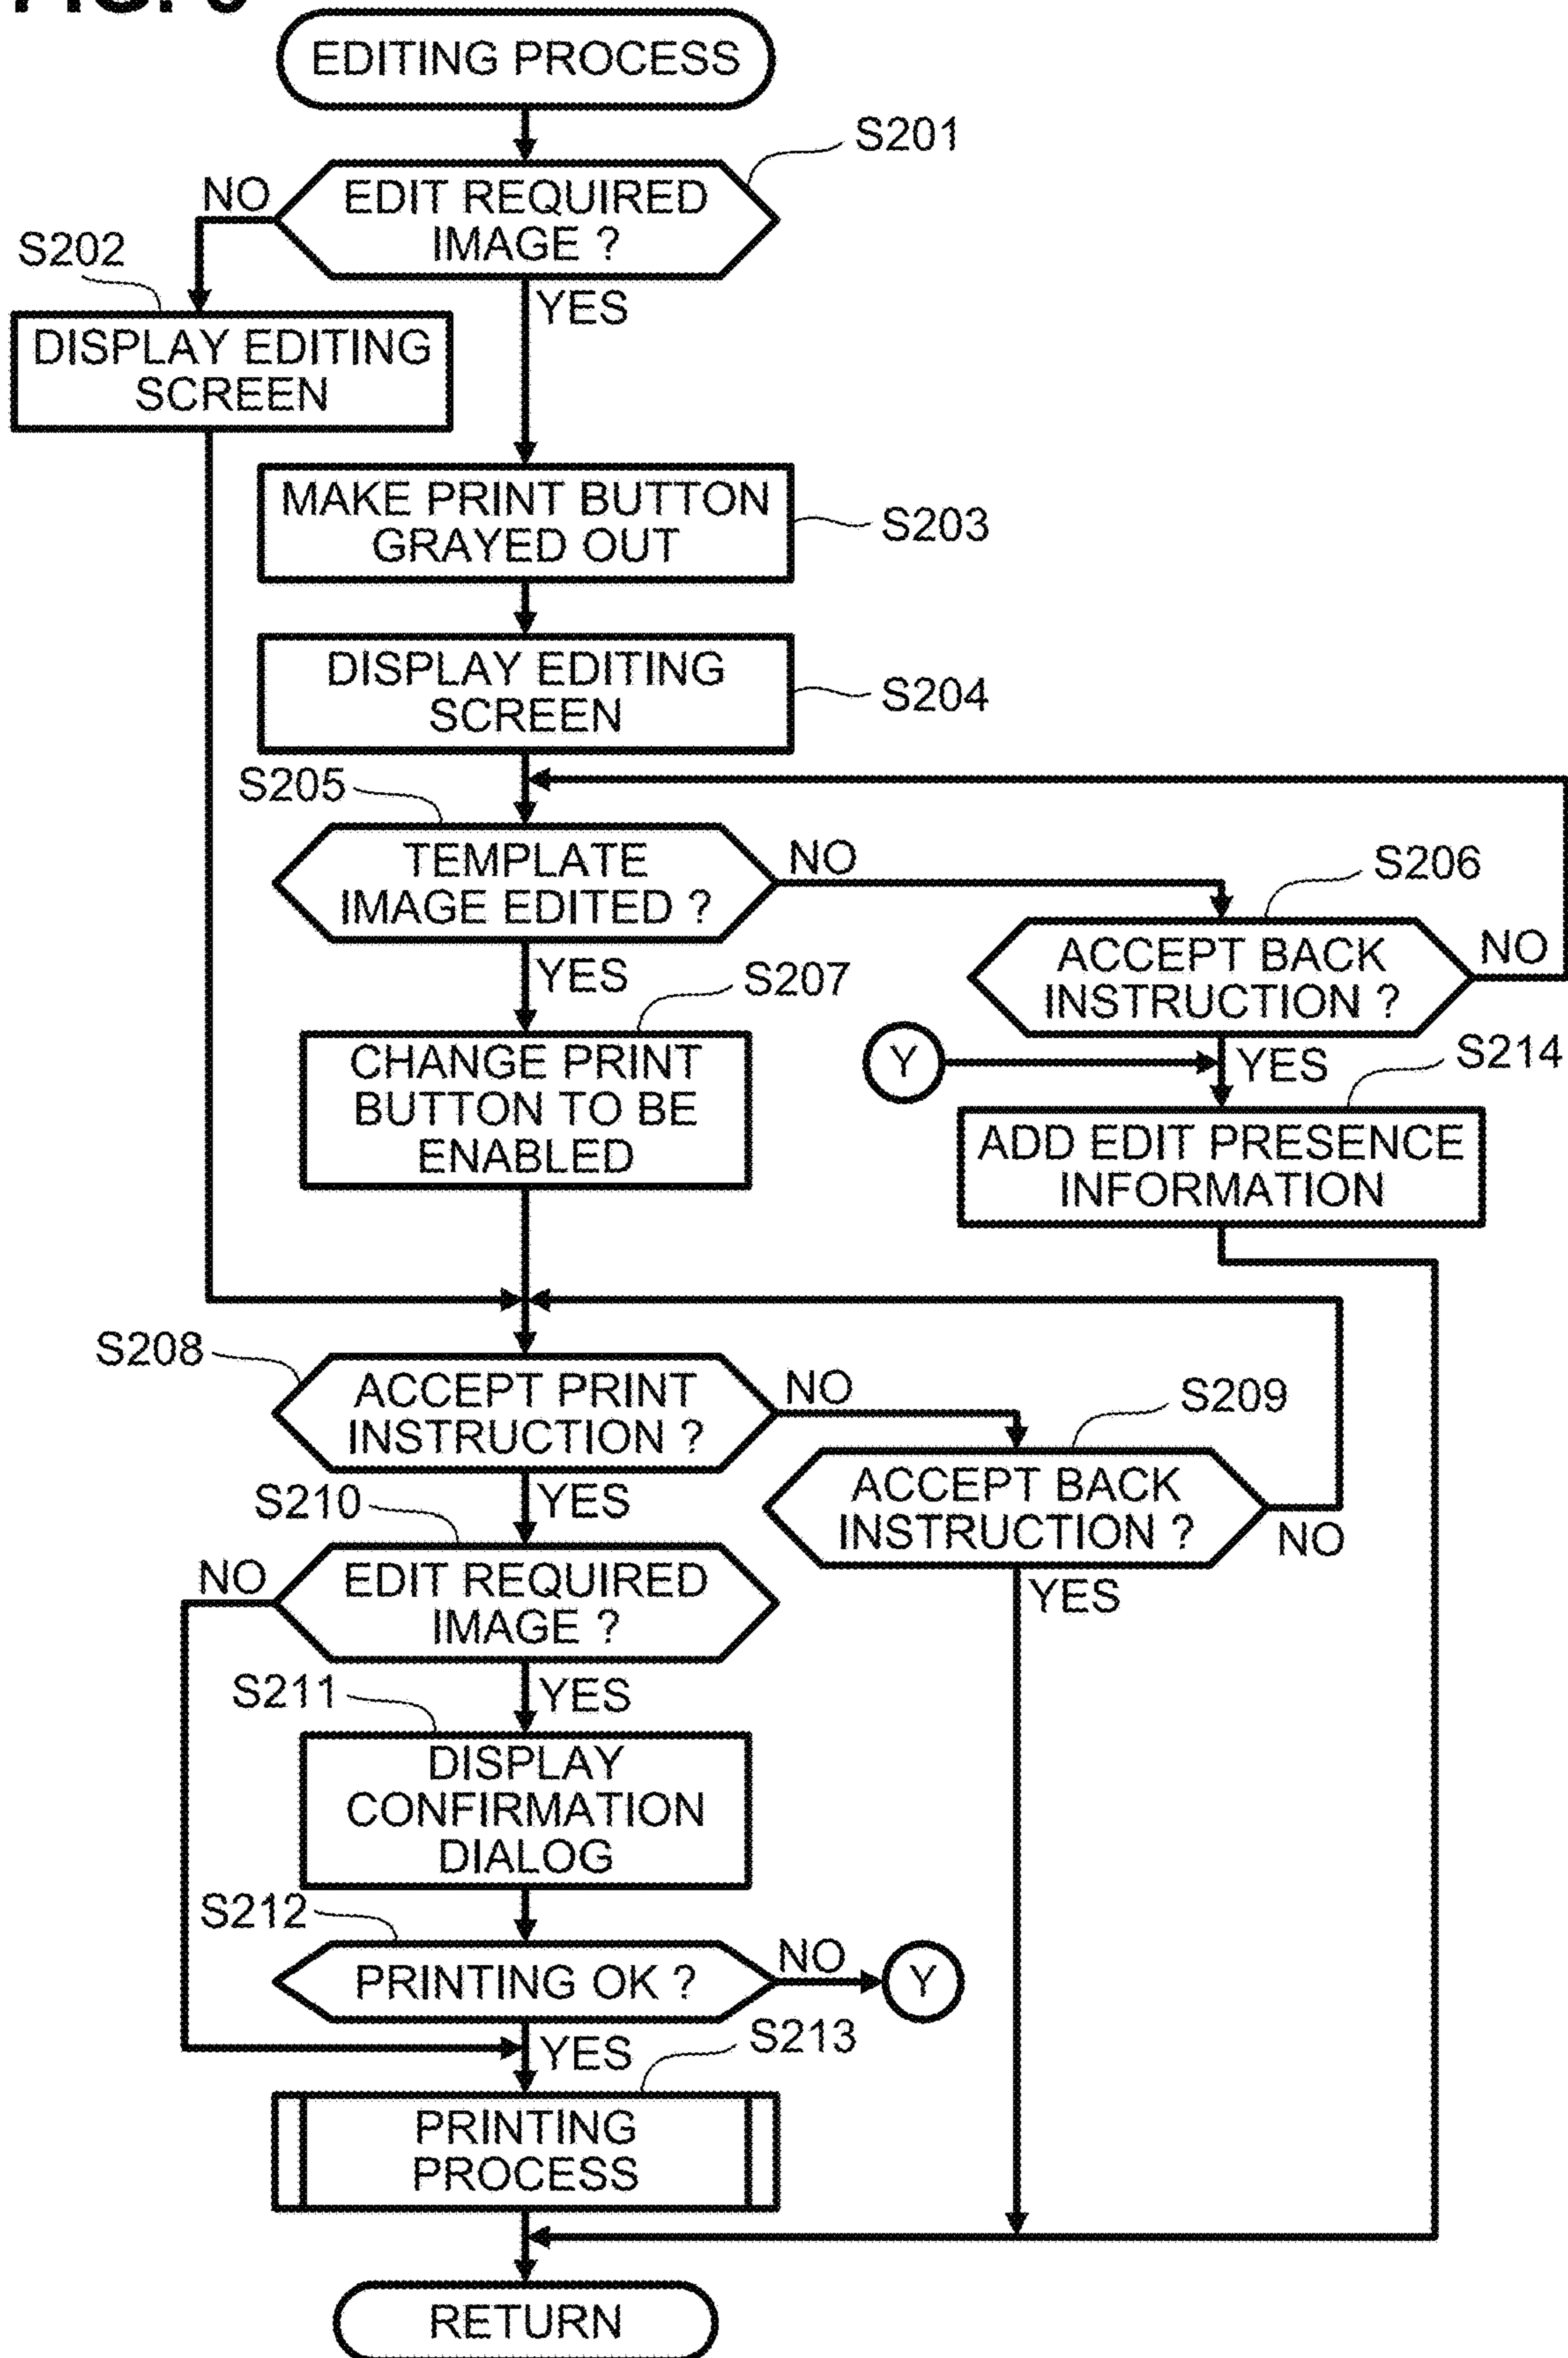 EDITING PROCESS
S201
NO
EDIT REQUIRED
IMAGE ?
S202
YES
DISPLAY EDITING
SCREEN
MAKE PRINT BUTTON
GRAYED OUT
S203
DISPLAY EDITING
SCREEN
S204
S205
TEMPLATE
IMAGE EDITED ?
NO
S206
ACCEPT BACK
INSTRUCTION ?
NO
YES
S207
CHANGE PRINT
BUTTON TO BE
ENABLED
Y
YES
S214
ADD EDIT PRESENCE
INFORMATION
S208
ACCEPT PRINT
INSTRUCTION ?
NO
S209
ACCEPT BACK
INSTRUCTION ?
NO
YES
S210
YES
NO
EDIT REQUIRED
IMAGE ?
S211
YES
DISPLAY
CONFIRMATION
DIALOG
S212
PRINTING OK ?
NO
Y
YES
S213
PRINTING
PROCESS
RETURN